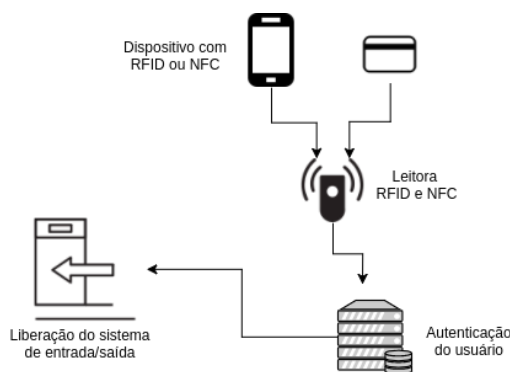 Dispositivo com
RFID ou NFC
Leitora
RFID e NFC
Liberação do sistema
de entrada/saída
Autenticação
do usuário